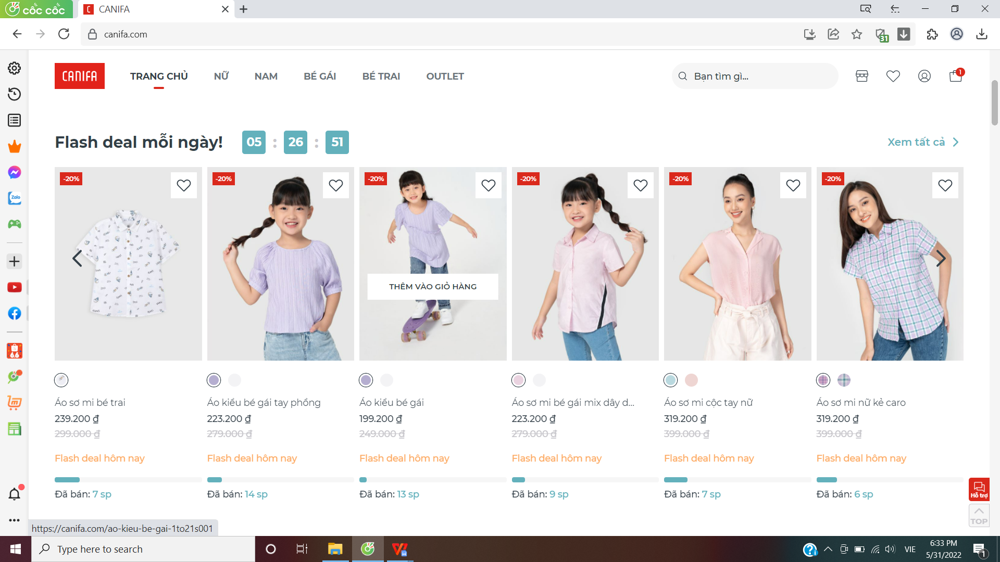 cốc cốc
CANIFA
canifa.com
31
CANIFA
TRANG CHỦ
NỮ
NAM
BÉ GÁI
BÉ TRAI
OUTLET
Bạn tìm gì...
1
Flash deal mỗi ngày!
05 : 26 : 51
Xem tất cả
-20%
-20%
-20%
-20%
-20%
-20%
Zalo
THÊM VÀO GIỎ HÀNG
6.6
Áo sơ mi bé trai
239.200 ₫
299.000 ₫
Flash deal hôm nay
Đã bán: 7 sp
Áo kiểu bé gái tay phồng
223.200 ₫
279.000 ₫
Flash deal hôm nay
Đã bán: 14 sp
Áo kiểu bé gái
199.200 ₫
249.000 ₫
Flash deal hôm nay
Đã bán: 13 sp
Áo sơ mi bé gái mix dây d...
223.200 ₫
279.000 ₫
Flash deal hôm nay
Đã bán: 9 sp
Áo sơ mi cộc tay nữ
319.200 ₫
399.000 ₫
Flash deal hôm nay
Đã bán: 7 sp
Áo sơ mi nữ kẻ caro
319.200 ₫
399.000 ₫
Flash deal hôm nay
Đã bán: 6 sp
Hỗ trợ
TOP
https://canifa.com/ao-kieu-be-gai-1to21s001
Type here to search
VIE
6:33 PM
5/31/2022
1